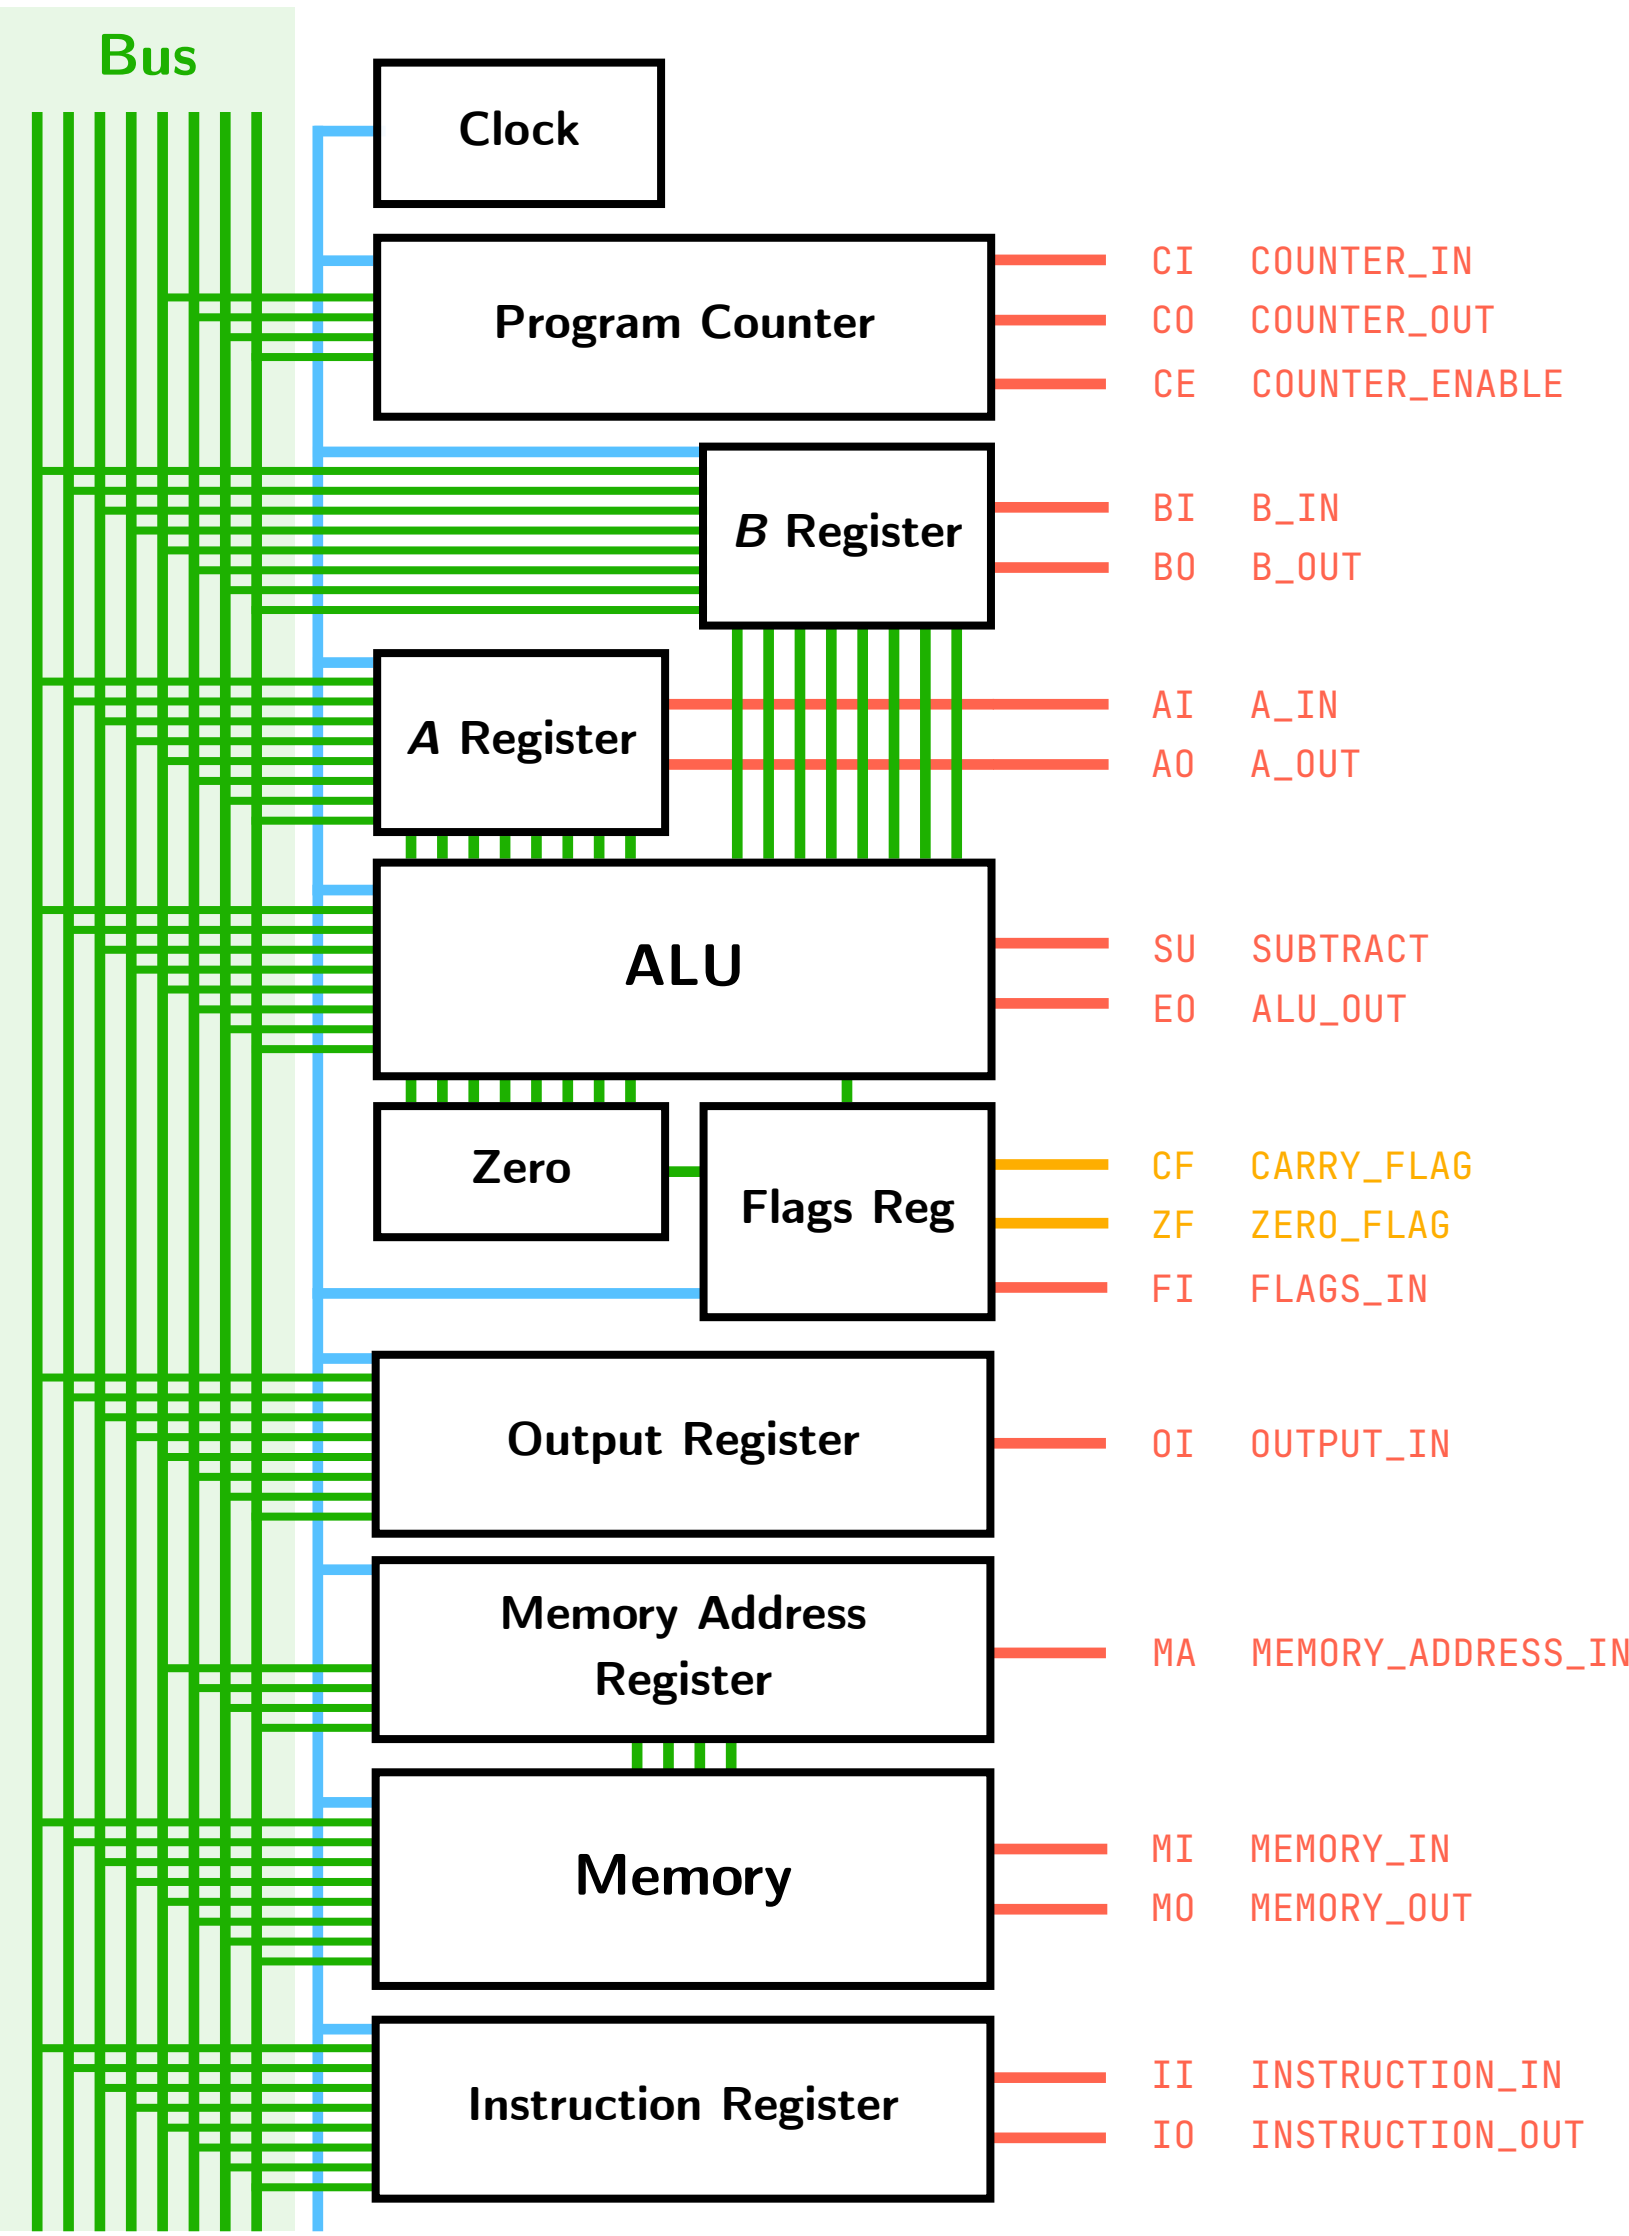 Bus
Clock
Program Counter
CI COUNTER_IN
CO COUNTER_OUT
CE COUNTER_ENABLE
B Register
BI B_IN
BO B_OUT
A Register
AI A_IN
AO A_OUT
ALU
SU SUBTRACT
EO ALU_OUT
Zero
Flags Reg
CF CARRY_FLAG
ZF ZERO_FLAG
FI FLAGS_IN
Output Register
OI OUTPUT_IN
Memory Address
Register
MA MEMORY_ADDRESS_IN
Memory
MI MEMORY_IN
MO MEMORY_OUT
Instruction Register
II INSTRUCTION_IN
IO INSTRUCTION_OUT